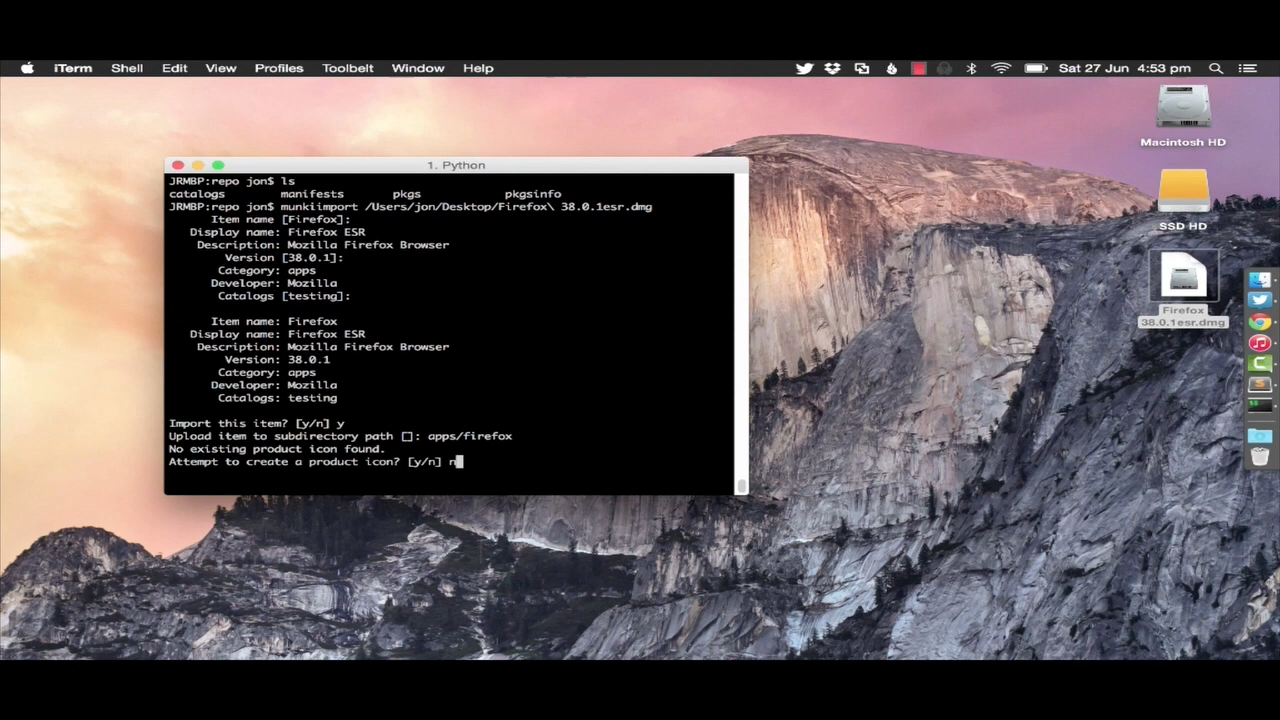 iTerm Shell Edit View Profiles Toolbelt Window Help Sat 27 Jun 4:53 pm
Macintosh HD
SSD HD
Firefox
38.0.1esr.dmg
1. Python
JRMBP:repo jon$ ls
catalogs manifests pkgs pkgsinfo
JRMBP:repo jon$ munkiimport /Users/jon/Desktop/Firefox\ 38.0.1esr.dmg
Item name [Firefox]:
Display name: Firefox ESR
Description: Mozilla Firefox Browser
Version [38.0.1]:
Category: apps
Developer: Mozilla
Catalogs [testing]:
Item name: Firefox
Display name: Firefox ESR
Description: Mozilla Firefox Browser
Version: 38.0.1
Category: apps
Developer: Mozilla
Catalogs: testing
Import this item? [y/n] y
Upload item to subdirectory path []: apps/firefox
No existing product icon found.
Attempt to create a product icon? [y/n] n